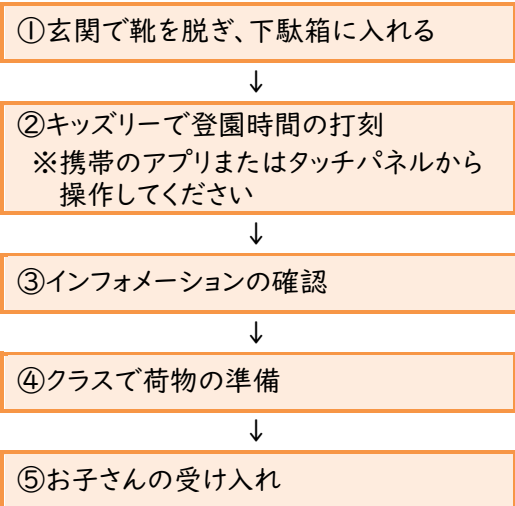 ①玄関で靴を脱ぎ、下駄箱に入れる
↓
②キッズリーで登園時間の打刻
※携帯のアプリまたはタッチパネルから
操作してください
↓
③インフォメーションの確認
↓
④クラスで荷物の準備
↓
⑤お子さんの受け入れ